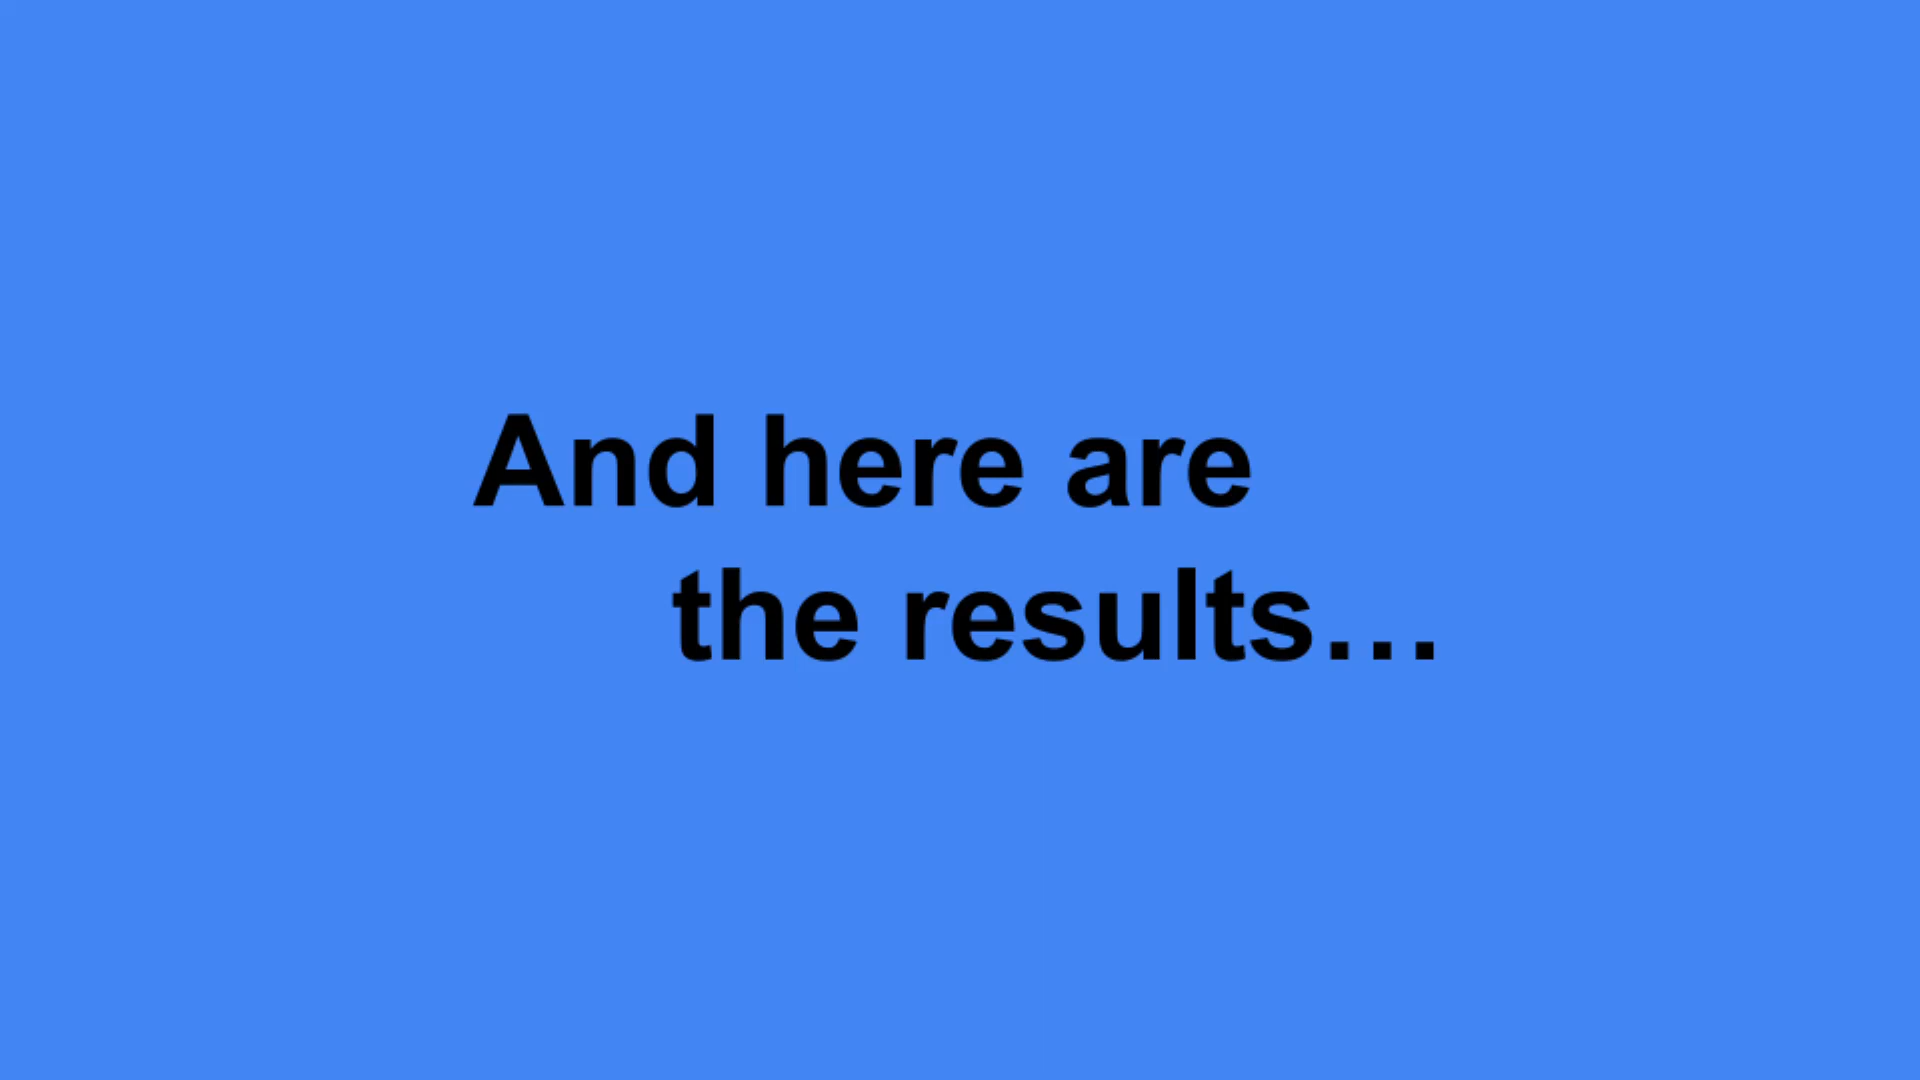 And here are
the results…